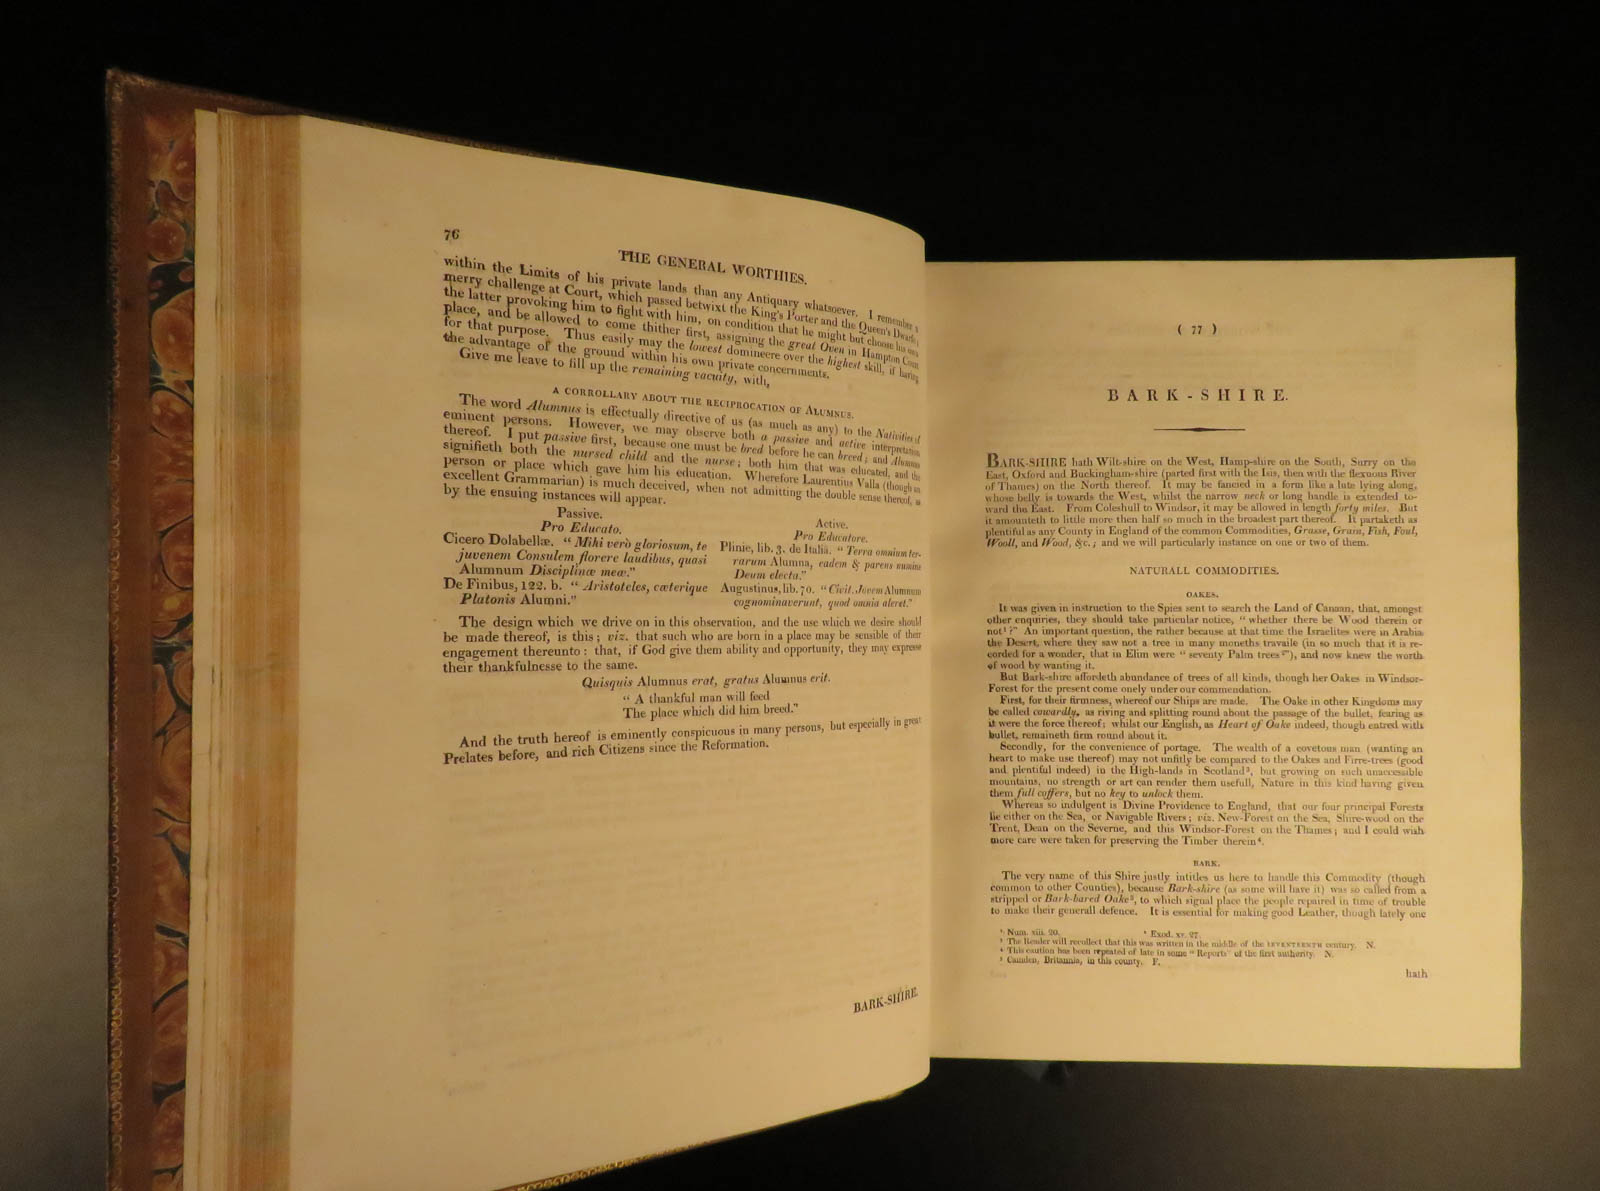 76
THE GENERAL WORTHIES.
within the Limits of his private lands than any Antiquary whatsoever. I remember a
merry challenge at Court, which passed betwixt the King's Porter and the Queen's Dwarfe;
the latter provoking him to fight with him, on condition that he might but choose his own
place, and be allowed to come thither first, assigning the great Oven in Hampton Court
for that purpose. Thus easily may the lowest domineere over the highest skill, if having
the advantage of the ground within his own private concernments.
Give me leave to fill up the remaining vacuity, with,
A CORROLLARY ABOUT THE RECIPROCATION OF ALUMNUS.
The word Alumnus is effectually directive of us (as much as any) to the Nativities of
eminent persons. However, we may observe both a passive and active interpretation
thereof. I put passive first, because one must be bred before he can breed; and Alumnus
signifieth both the nursed child and the nurse; both him that was educated, and the
person or place which gave him his education. Wherefore Laurentius Valla (though an
excellent Grammarian) is much deceived, when not admitting the double sense thereof, as
by the ensuing instances will appear.
Passive.
Pro Educato.
Cicero Dolabellæ. “ Mihi verò gloriosum, te
juvenem Consulem florere laudibus, quasi
Alumnum Disciplinæ meæ.”
De Finibus, 122. b. “ Aristoteles, cæterique
Platonis Alumni.”
Active.
Pro Educatore.
Plinie, lib. 3. de Italiâ. “ Terra omnium ter-
rarum Alumna, eadem & parens numine
Deum electa.”
Augustinus, lib. 70. “ Civit. Jovem Alumnum
cognominaverunt, quod omnia aleret.”
The design which we drive on in this observation, and the use which we desire should
be made thereof, is this; viz. that such who are born in a place may be sensible of their
engagement thereunto: that, if God give them ability and opportunity, they may expresse
their thankfulnesse to the same.
Quisquis Alumnus erat, gratus Alumnus erit.
“ A thankful man will feed
The place which did him breed.”
And the truth hereof is eminently conspicuous in many persons, but especially in great
Prelates before, and rich Citizens since the Reformation.
BARK-SHIRE.
( 77 )
BARK-SHIRE.
BARK-SHIRE hath Wilt-shire on the West, Hamp-shire on the South, Surry on the
East, Oxford and Buckingham-shire (parted first with the Isis, then with the flexuous River
of Thames) on the North thereof. It may be fancied in a form like a lute lying along,
whose belly is towards the West, whilst the narrow neck or long handle is extended to-
ward the East. From Coleshull to Windsor, it may be allowed in length forty miles. But
it amounteth to little more then half so much in the broadest part thereof. It partaketh as
plentiful as any County in England of the common Commodities, Grasse, Grain, Fish, Foul,
Wooll, and Wood, &c.; and we will particularly instance on one or two of them.
NATURALL COMMODITIES.
OAKES.
It was given in instruction to the Spies sent to search the Land of Canaan, that, amongst
other enquiries, they should take particular notice, “ whether there be Wood therein or
not¹ ?” An important question, the rather because at that time the Israelites were in Arabia
the Desert, where they saw not a tree in many moneths travaile (in so much that it is re-
corded for a wonder, that in Elim were “ seventy Palm trees²”), and now knew the worth
of wood by wanting it.
But Bark-shire affordeth abundance of trees of all kinds, though her Oakes in Windsor-
Forest for the present come onely under our commendation.
First, for their firmness, whereof our Ships are made. The Oake in other Kingdoms may
be called cowardly, as riving and splitting round about the passage of the bullet, fearing as
it were the force thereof; whilst our English, as Heart of Oake indeed, though entred with
bullet, remaineth firm round about it.
Secondly, for the convenience of portage. The wealth of a covetous man (wanting an
heart to make use thereof) may not unfitly be compared to the Oakes and Firre-trees (good
and plentiful indeed) in the High-lands in Scotland³, but growing on such unaccessible
mountains, no strength or art can render them usefull, Nature in this kind having given
them full coffers, but no key to unlock them.
Whereas so indulgent is Divine Providence to England, that our four principal Forests
lie either on the Sea, or Navigable Rivers; viz. New-Forest on the Sea, Shire-wood on the
Trent, Dean on the Severne, and this Windsor-Forest on the Thames; and I could wish
more care were taken for preserving the Timber therein⁴.
BARK.
The very name of this Shire justly intitles us here to handle this Commodity (though
common to other Counties), because Bark-shire (as some will have it) was so called from a
stripped or Bark-bared Oake⁵, to which signal place the people repaired in time of trouble
to make their generall defence. It is essential for making good Leather, though lately one
¹ Num. xiii. 20. ² Exod. xv. 27.
³ The Reader will recollect that this was written in the middle of the SEVENTEENTH century. N.
⁴ This caution has been repeated of late in some “ Reports” of the first authority. N.
⁵ Camden, Britannia, in this county. F.
hath